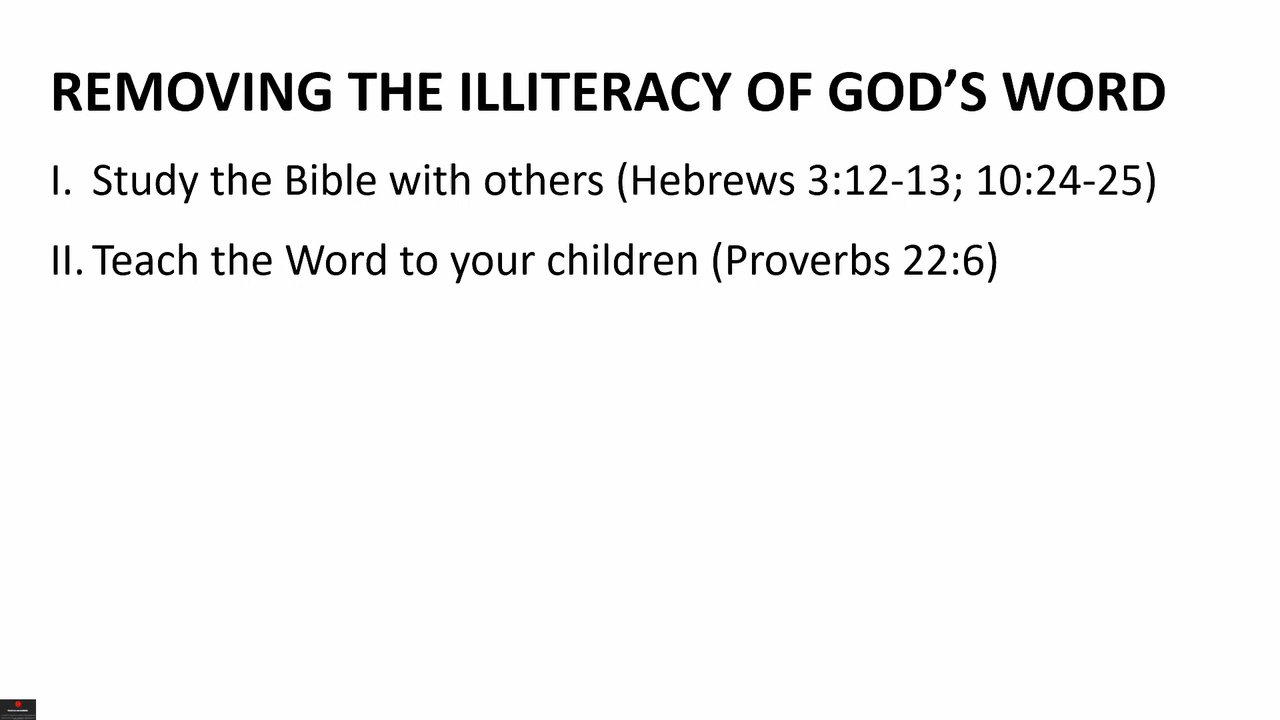 REMOVING THE ILLITERACY OF GOD’S WORD
I. Study the Bible with others (Hebrews 3:12-13; 10:24-25)
II. Teach the Word to your children (Proverbs 22:6)